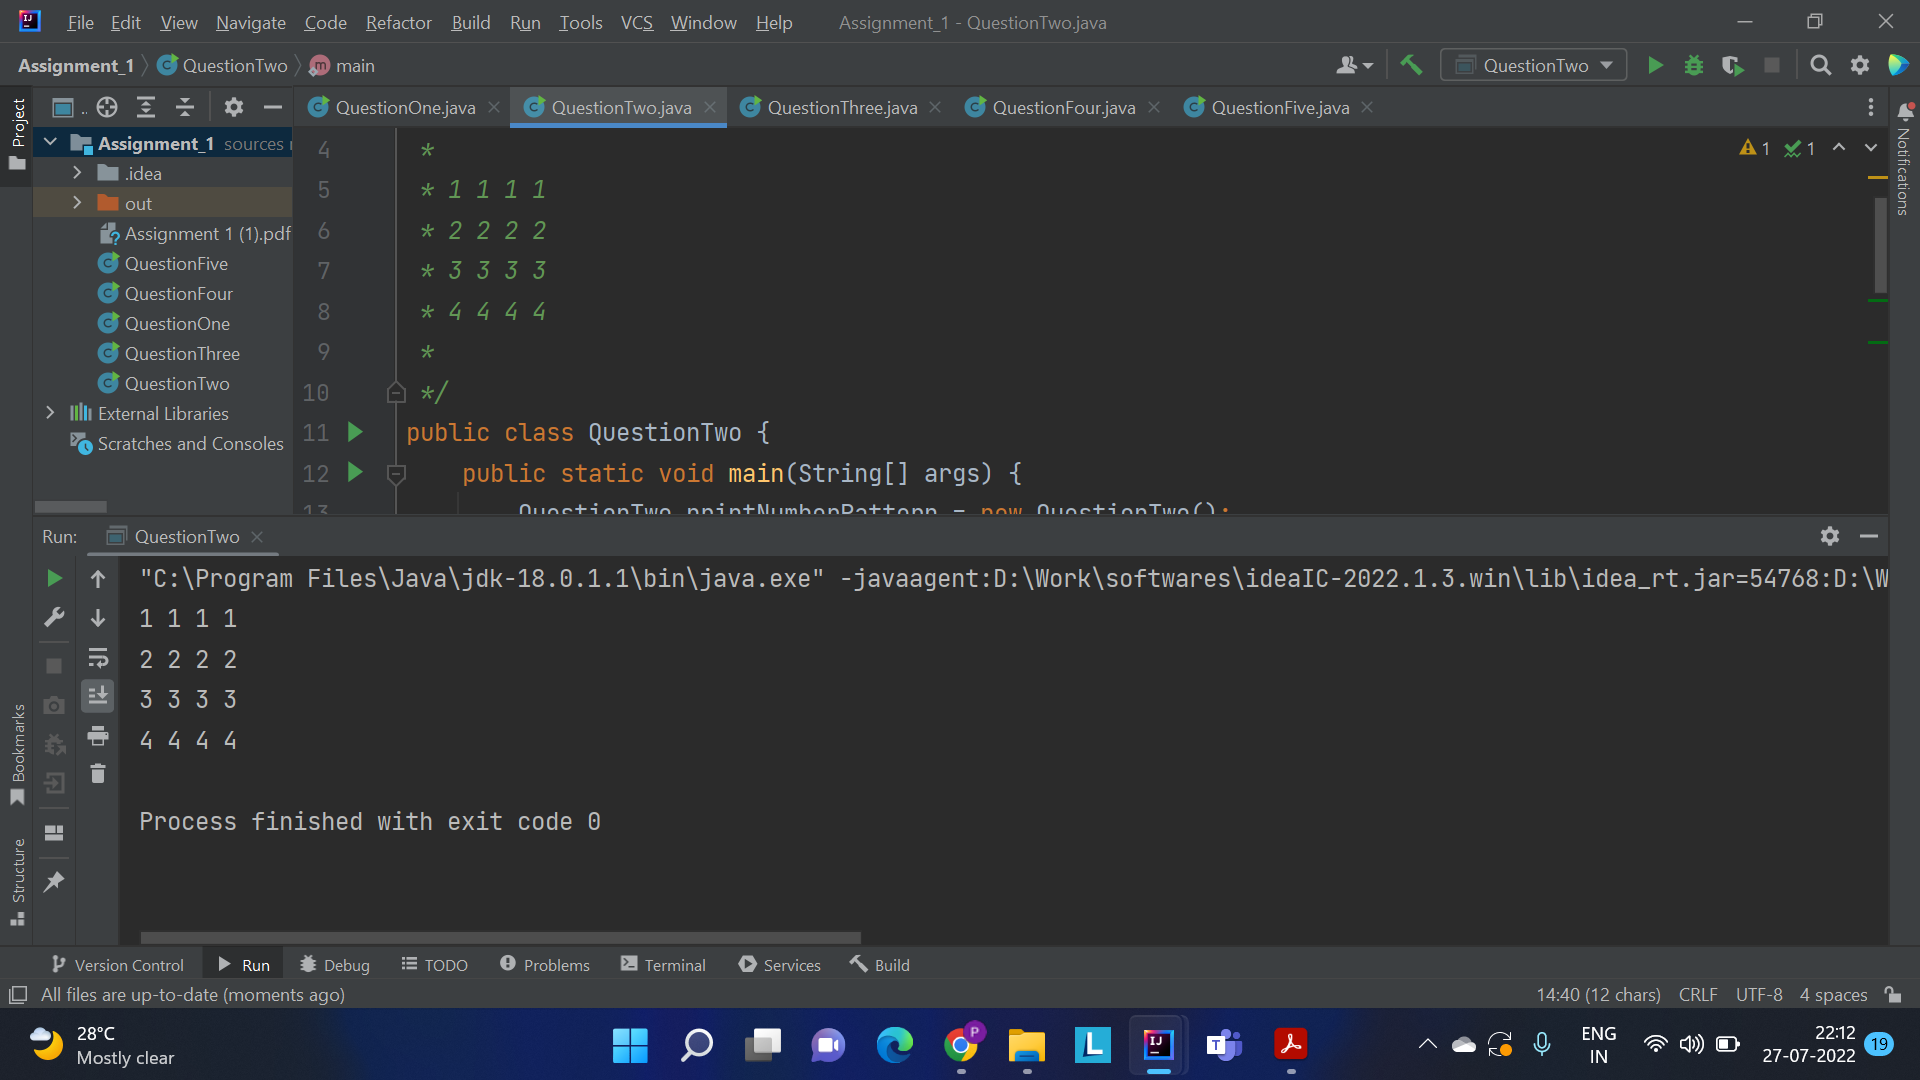 File Edit View Navigate Code Refactor Build Run Tools VCS Window Help Assignment_1 - QuestionTwo.java
Assignment_1 QuestionTwo main QuestionTwo
Project
QuestionOne.java QuestionTwo.java QuestionThree.java QuestionFour.java QuestionFive.java
Notifications
Assignment_1 sources
.idea
out
Assignment 1 (1).pdf
QuestionFive
QuestionFour
QuestionOne
QuestionThree
QuestionTwo
External Libraries
Scratches and Consoles
1 1
4 *
5 * 1 1 1 1
6 * 2 2 2 2
7 * 3 3 3 3
8 * 4 4 4 4
9 *
10 */
11 public class QuestionTwo {
12 public static void main(String[] args) {
13 QuestionTwo printNumberPattern = new QuestionTwo();
Run: QuestionTwo
"C:\Program Files\Java\jdk-18.0.1.1\bin\java.exe" -javaagent:D:\Work\softwares\ideaIC-2022.1.3.win\lib\idea_rt.jar=54768:D:\W
1 1 1 1
2 2 2 2
3 3 3 3
4 4 4 4
Process finished with exit code 0
Bookmarks
Structure
Version Control Run Debug TODO Problems Terminal Services Build
All files are up-to-date (moments ago) 14:40 (12 chars) CRLF UTF-8 4 spaces
28°C
Mostly clear
P
L
IJ
T
ENG
IN
22:12
27-07-2022
19